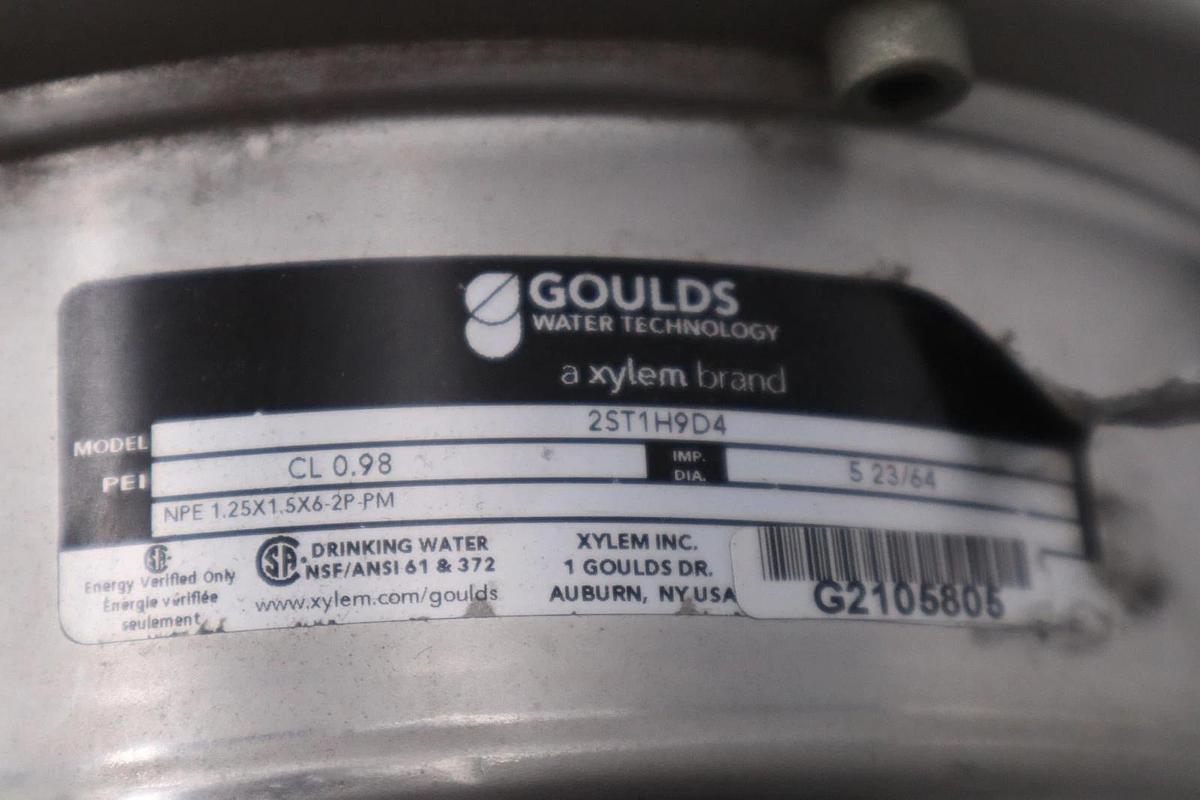 GOULDS
WATER TECHNOLOGY
a xylem brand
MODEL 2ST1H9D4
PEI CL 0.98 IMP. DIA. 5 23/64
NPE 1.25X1.5X6-2P-PM
SA
Energy Verified Only
Énergie vérifiée
seulement
SA DRINKING WATER
NSF/ANSI 61 & 372
www.xylem.com/goulds
XYLEM INC.
1 GOULDS DR.
AUBURN, NY USA
G2105805